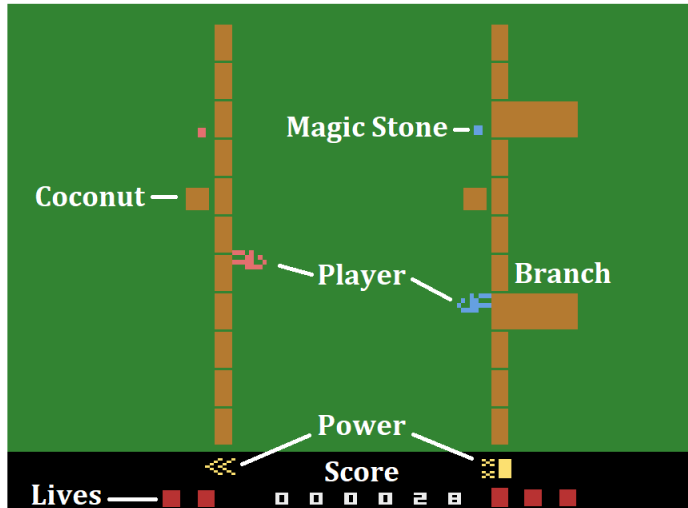 Magic Stone
Coconut
Player
Branch
Power
Score
Lives
000028